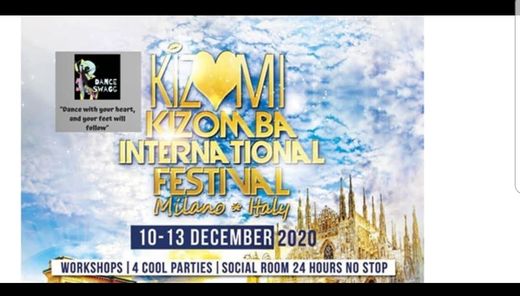 DANCE
SWAGG
"Dance with your heart,
and your feet will
follow"
KIZOMI
KIZOMBA
INTERNATIONAL
FESTIVAL
Milano * Italy
10-13 DECEMBER 2020
WORKSHOPS | 4 COOL PARTIES | SOCIAL ROOM 24 HOURS NO STOP